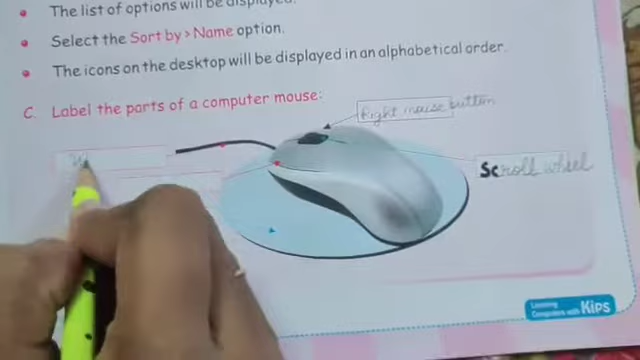 The list of options will be displayed.
Select the Sort by > Name option.
The icons on the desktop will be displayed in an alphabetical order.
C. Label the parts of a computer mouse:
Right mouse button
Scroll wheel
Learning
Computers with Kips